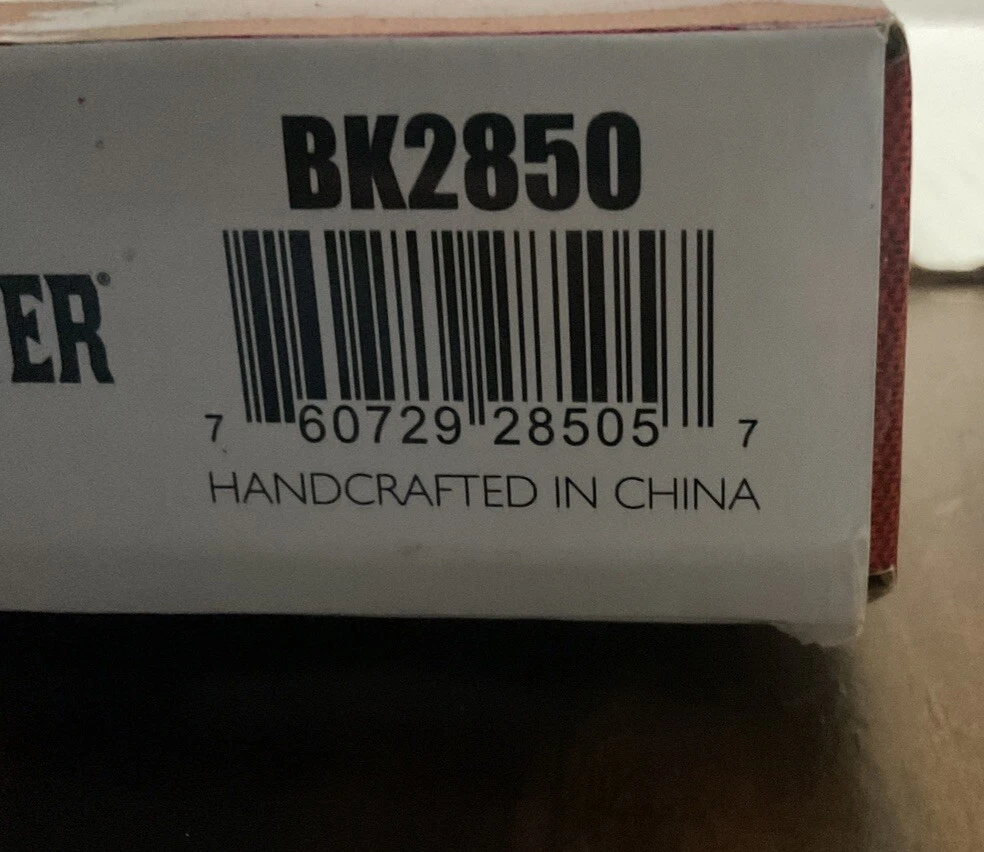 BK2850
ER®
7 60729 28505 7
HANDCRAFTED IN CHINA